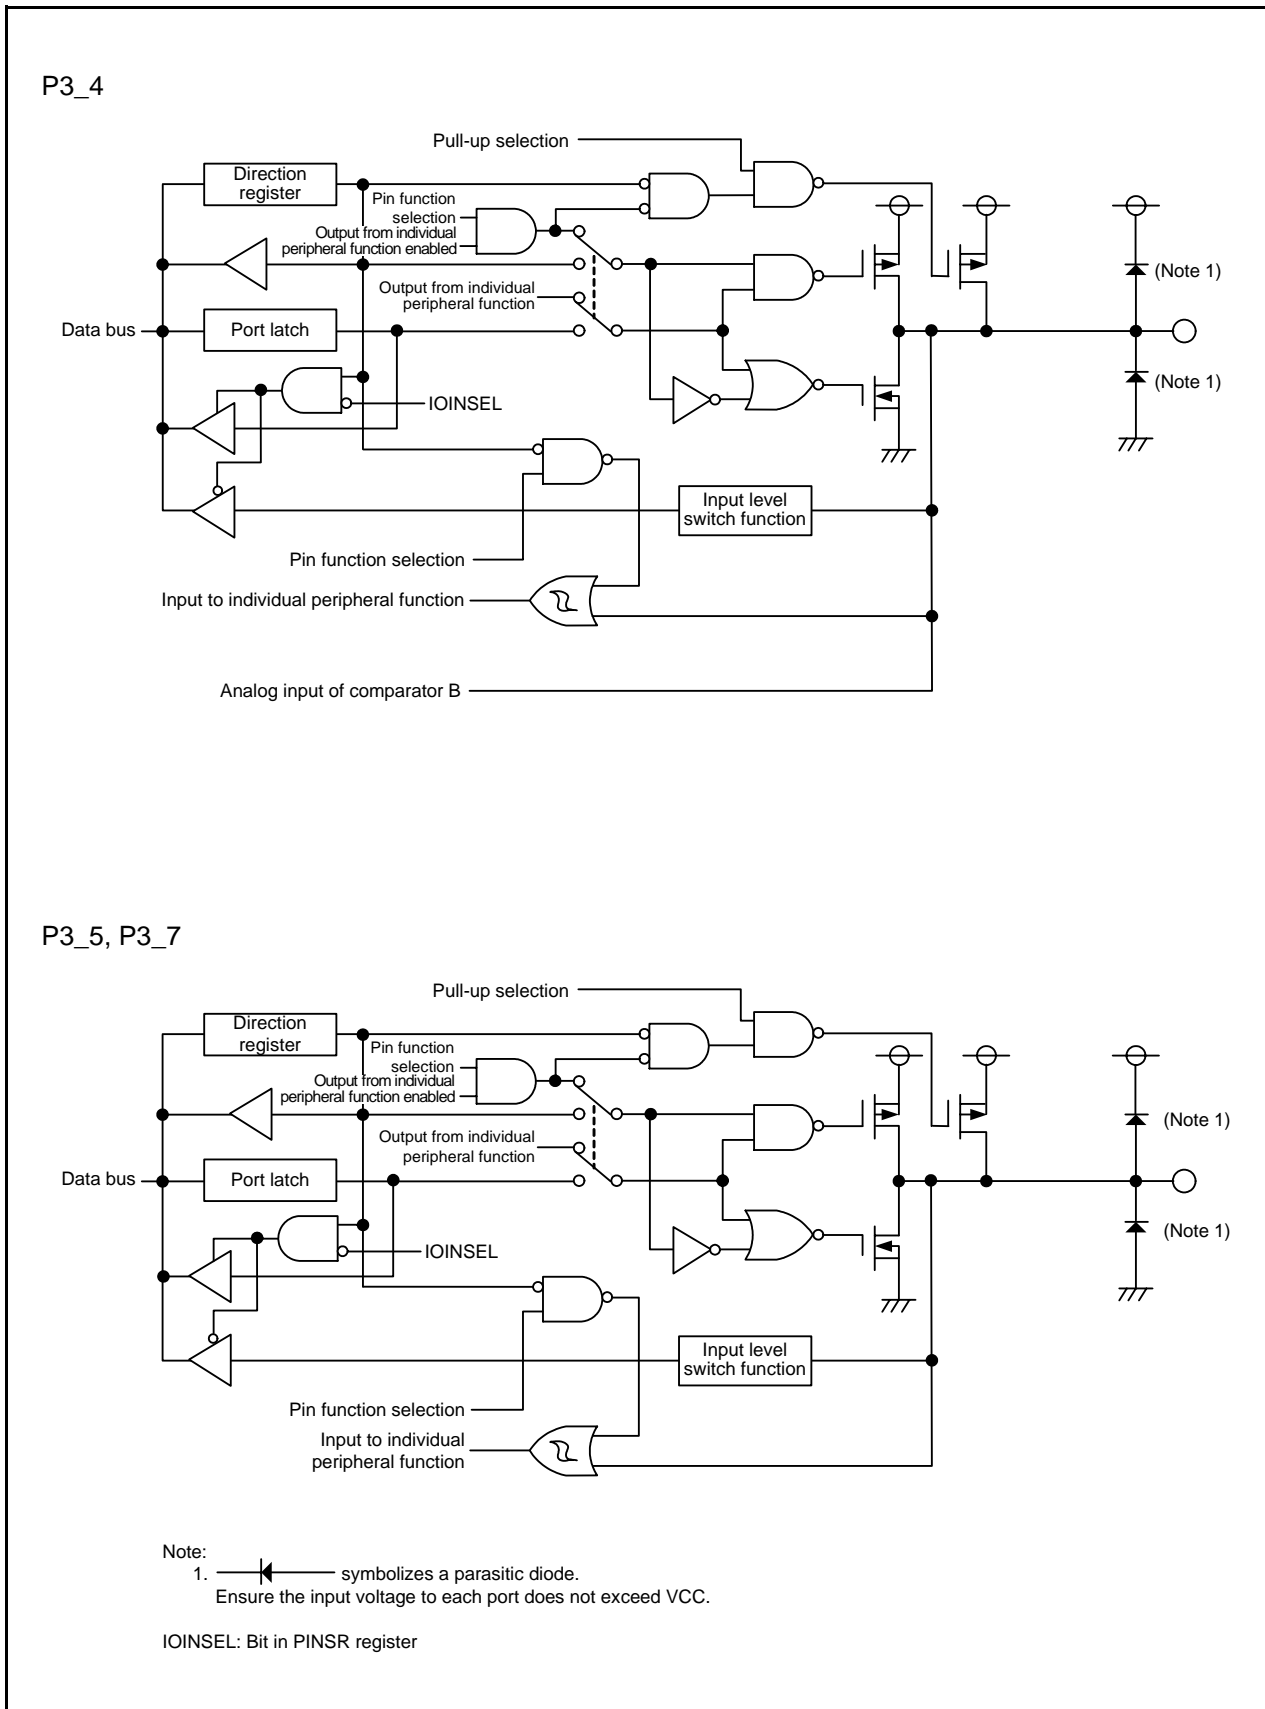 P3_4
Pull-up selection
Direction
register
Pin function
selection
Output from individual
peripheral function enabled
(Note 1)
Output from individual
peripheral function
Data bus
Port latch
(Note 1)
IOINSEL
Input level
switch function
Pin function selection
Input to individual peripheral function
Analog input of comparator B
P3_5, P3_7
Pull-up selection
Direction
register
Pin function
selection
Output from individual
peripheral function enabled
(Note 1)
Output from individual
peripheral function
Data bus
Port latch
(Note 1)
IOINSEL
Input level
switch function
Pin function selection
Input to individual
peripheral function
Note:
1. symbolizes a parasitic diode.
Ensure the input voltage to each port does not exceed VCC.
IOINSEL: Bit in PINSR register